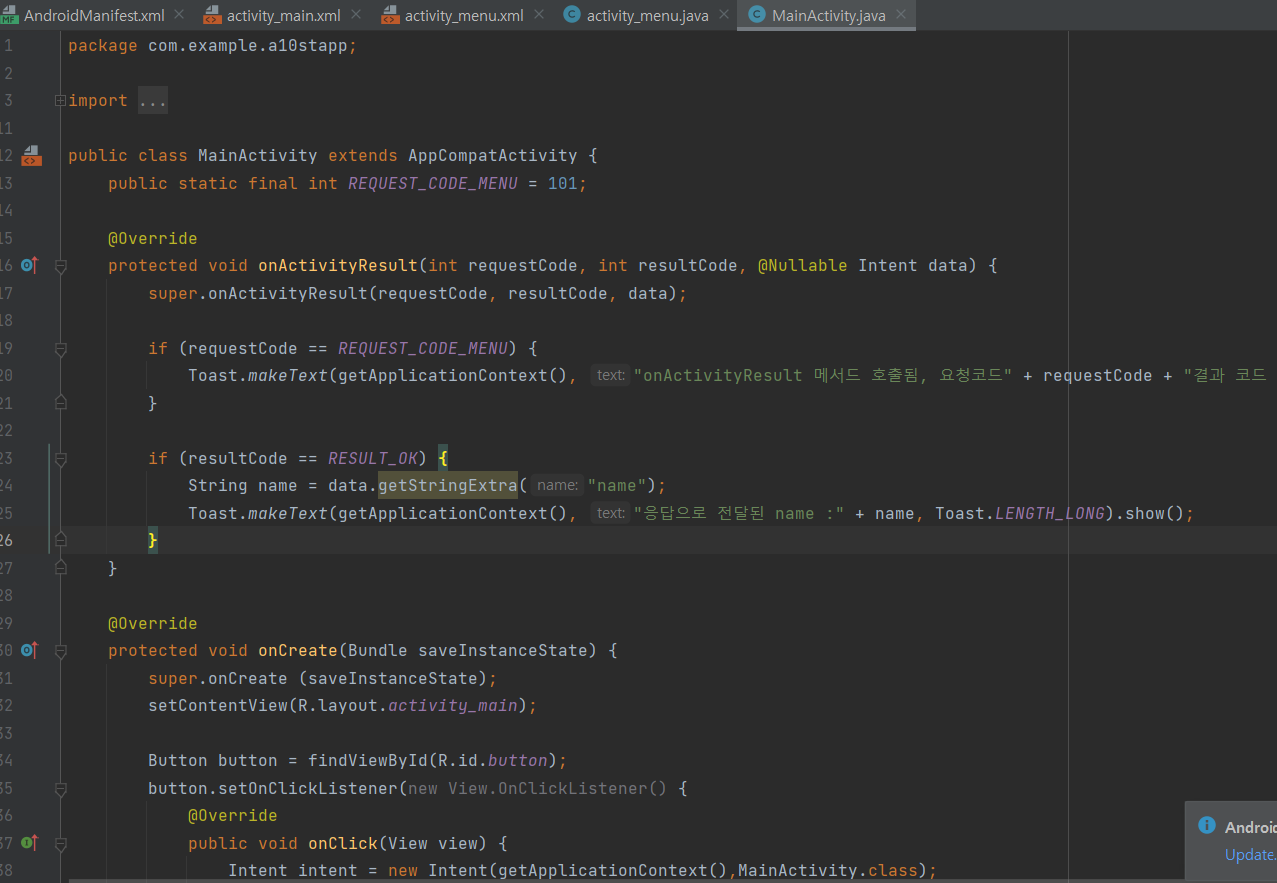 AndroidManifest.xml activity_main.xml activity_menu.xml activity_menu.java MainActivity.java
1 package com.example.a10stapp;
2
3 import ...
11
12 public class MainActivity extends AppCompatActivity {
13 public static final int REQUEST_CODE_MENU = 101;
14
15 @Override
16 protected void onActivityResult(int requestCode, int resultCode, @Nullable Intent data) {
17 super.onActivityResult(requestCode, resultCode, data);
18
19 if (requestCode == REQUEST_CODE_MENU) {
20 Toast.makeText(getApplicationContext(), text: "onActivityResult 메서드 호출됨, 요청코드" + requestCode + "결과 코드
21 }
22
23 if (resultCode == RESULT_OK) {
24 String name = data.getStringExtra( name: "name");
25 Toast.makeText(getApplicationContext(), text: "응답으로 전달된 name :" + name, Toast.LENGTH_LONG).show();
26 }
27 }
28
29 @Override
30 protected void onCreate(Bundle saveInstanceState) {
31 super.onCreate (saveInstanceState);
32 setContentView(R.layout.activity_main);
33
34 Button button = findViewById(R.id.button);
35 button.setOnClickListener(new View.OnClickListener() {
36 @Override
37 public void onClick(View view) {
38 Intent intent = new Intent(getApplicationContext(),MainActivity.class);
Android
Update.